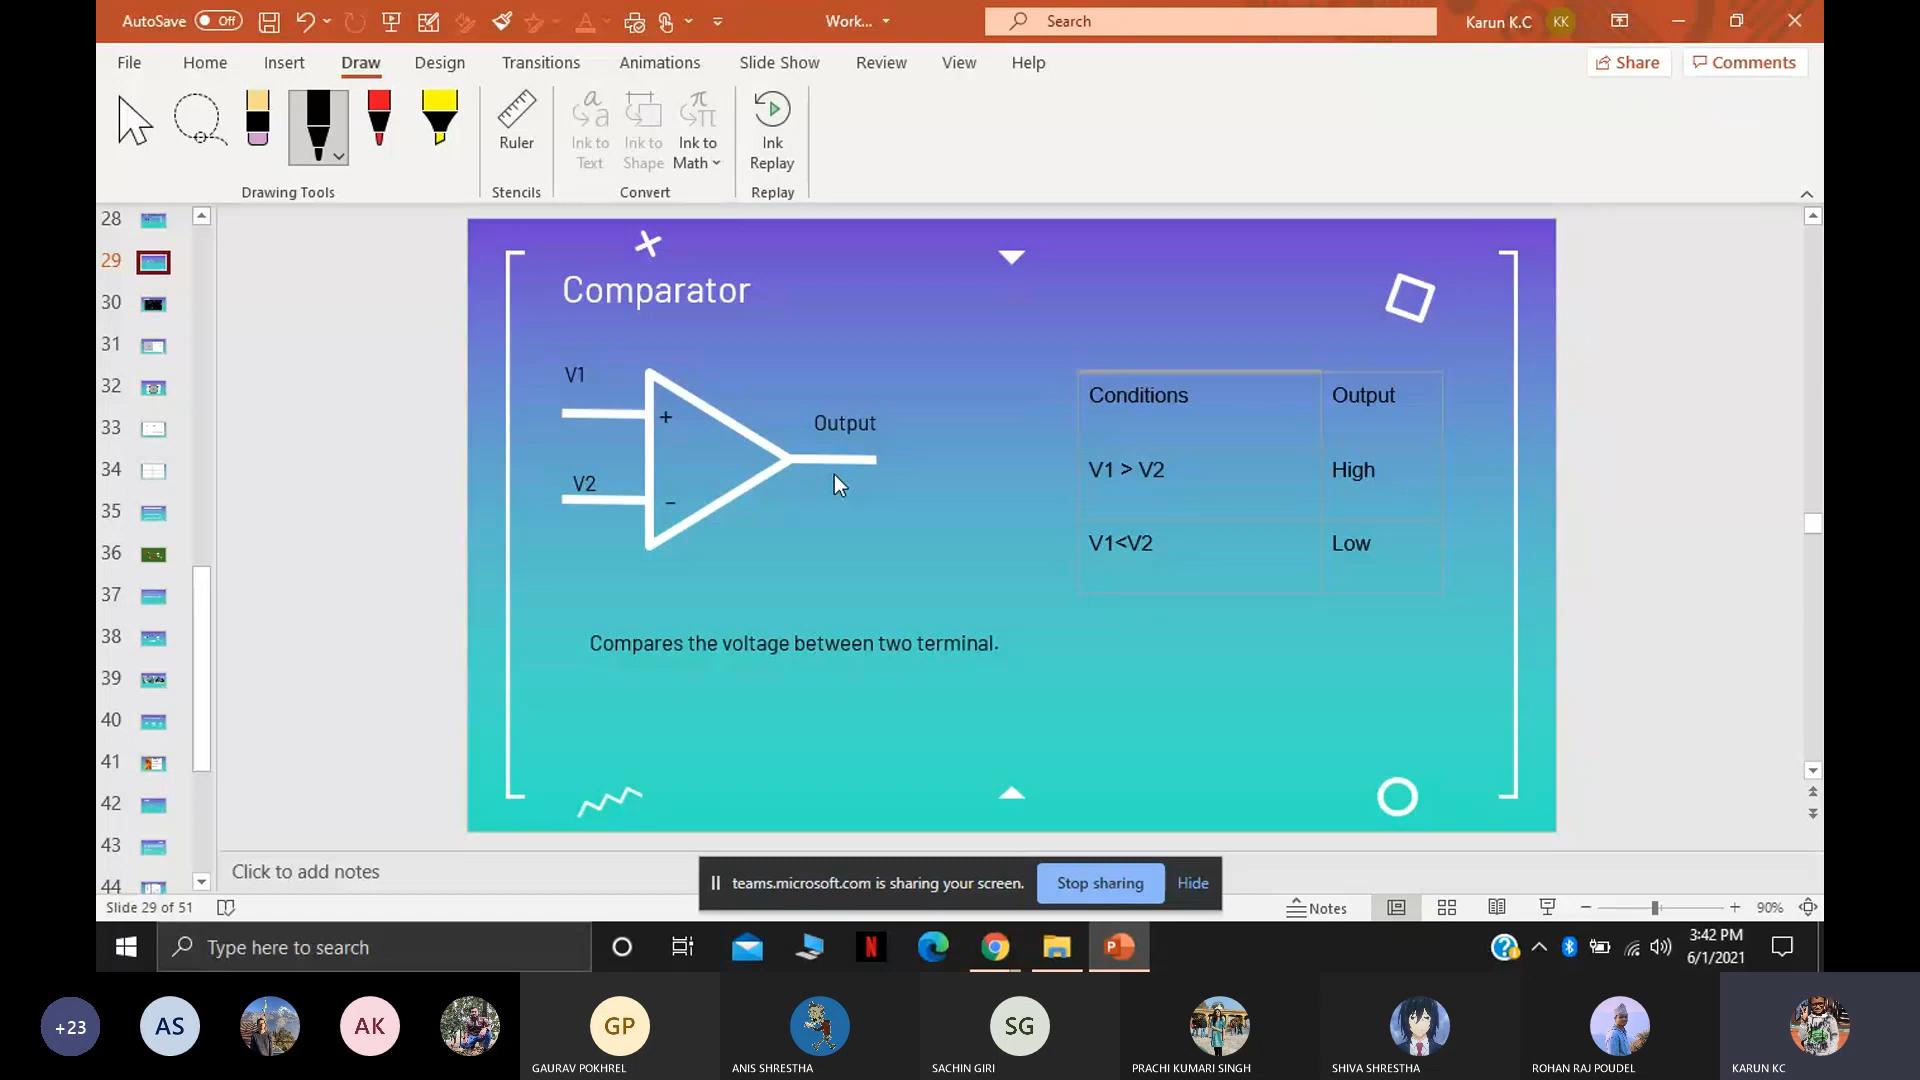 AutoSave Off
Work...
Search
Karun K.C KK
File Home Insert Draw Design Transitions Animations Slide Show Review View Help
Share Comments
Ruler
Ink to Text
Ink to Shape
Ink to Math
Ink Replay
Drawing Tools Stencils Convert Replay
28
29
30
31
32
33
34
35
36
37
38
39
40
41
42
43
44
Comparator
V1
+
Output
V2
−
Conditions Output
V1 > V2 High
V1<V2 Low
Compares the voltage between two terminal.
Click to add notes
teams.microsoft.com is sharing your screen. Stop sharing Hide
Slide 29 of 51
Notes
90%
Type here to search
3:42 PM
6/1/2021
+23 AS AK GP SG
GAURAV POKHREL ANIS SHRESTHA SACHIN GIRI PRACHI KUMARI SINGH SHIVA SHRESTHA ROHAN RAJ POUDEL KARUN KC